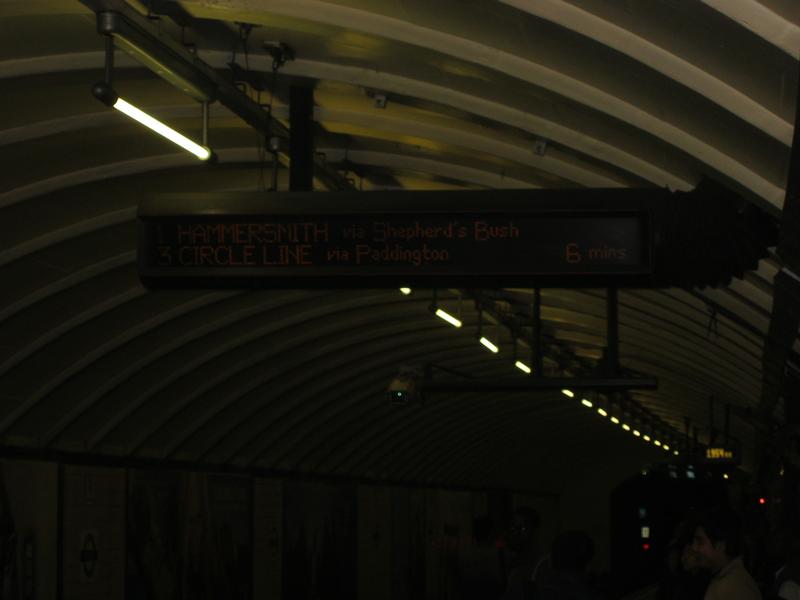 1 HAMMERSMITH via Shepherd's Bush
3 CIRCLE LINE via Paddington 6 mins